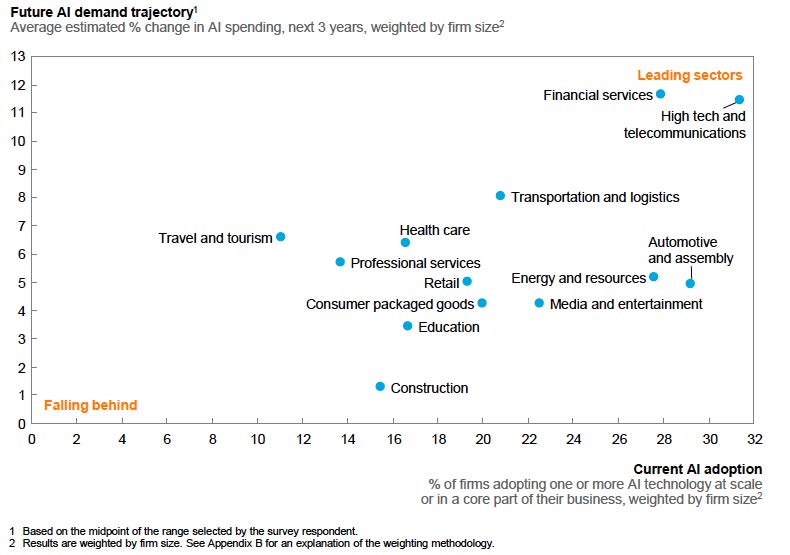 Future AI demand trajectory1
Average estimated % change in AI spending, next 3 years, weighted by firm size2
13
12
11
10
9
8
7
6
5
4
3
2
1
0
Leading sectors
Financial services
High tech and
telecommunications
Transportation and logistics
Travel and tourism
Health care
Automotive
and assembly
Professional services
Retail
Energy and resources
Consumer packaged goods
Media and entertainment
Education
Construction
Falling behind
0 2 4 6 8 10 12 14 16 18 20 22 24 26 28 30 32
Current AI adoption
% of firms adopting one or more AI technology at scale
or in a core part of their business, weighted by firm size2
1 Based on the midpoint of the range selected by the survey respondent.
2 Results are weighted by firm size. See Appendix B for an explanation of the weighting methodology.